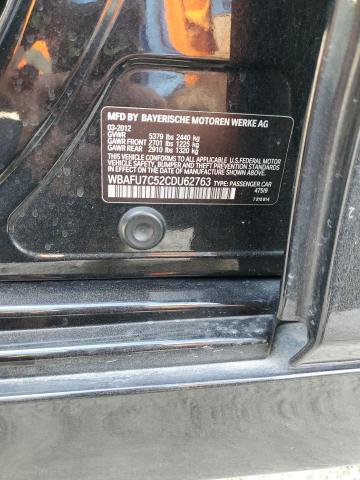 MFD BY BAYERISCHE MOTOREN WERKE AG
03-2012
GVWR 5379 lbs 2440 kg
GAWR FRONT 2701 lbs 1225 kg
GAWR REAR 2910 lbs 1320 kg
THIS VEHICLE CONFORMS TO ALL APPLICABLE U.S.FEDERAL MOTOR
VEHICLE SAFETY, BUMPER, AND THEFT PREVENTION STANDARDS
IN EFFECT ON THE DATE OF MANUFACTURE SHOWN ABOVE.
WBAFU7C52CDU62763 TYPE: PASSENGER CAR
475/9